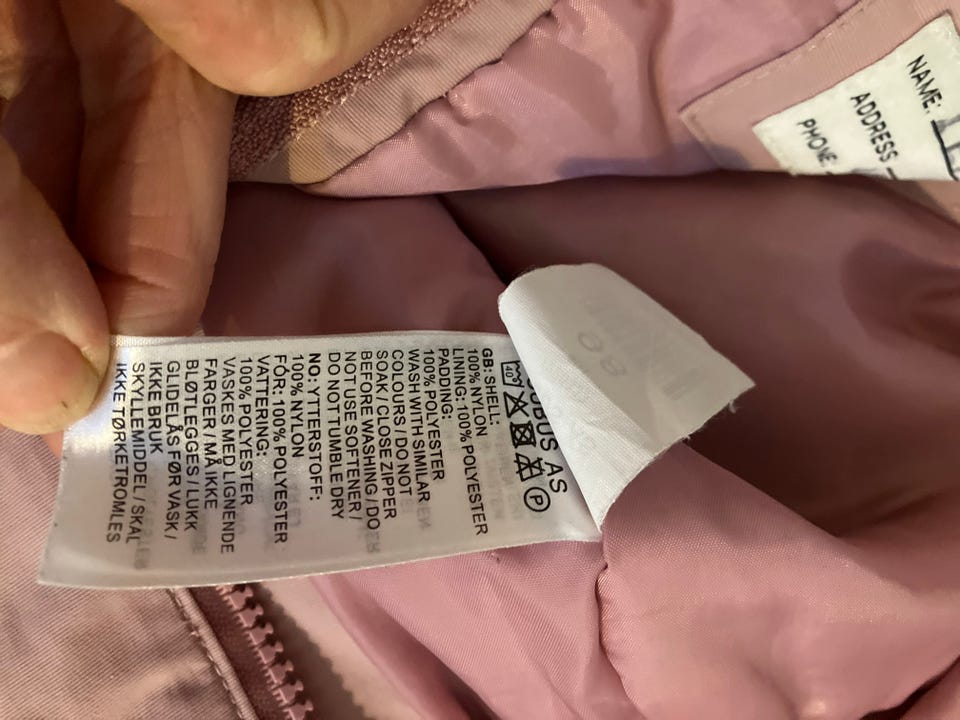 DUBUS AS
40 P
GB: SHELL:
100% NYLON
LINING: 100% POLYESTER
PADDING:
100% POLYESTER
WASH WITH SIMILAR
COLOURS / DO NOT
SOAK / CLOSE ZIPPER
BEFORE WASHING / DO
NOT USE SOFTENER /
DO NOT TUMBLE DRY
NO: YTTERSTOFF:
100% NYLON
FÓR: 100% POLYESTER
VATTERING:
100% POLYESTER
VASKES MED LIGNENDE
FARGER / MÅ IKKE
BLØTLEGGES / LUKK
GLIDELÅS FØR VASK /
IKKE BRUK
SKYLLEMIDDEL / SKAL
IKKE TØRKETROMLES
NAME:
ADDRESS
PHONE